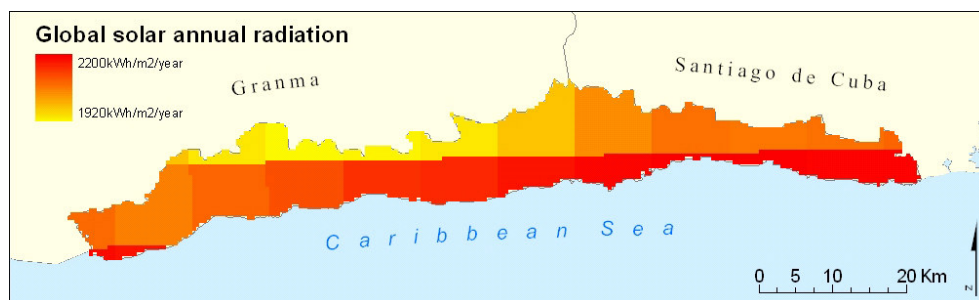 Global solar annual radiation
2200kWh/m2/year
1920kWh/m2/year
Granma
Santiago de Cuba
Caribbean Sea
0 5 10 20 Km
N